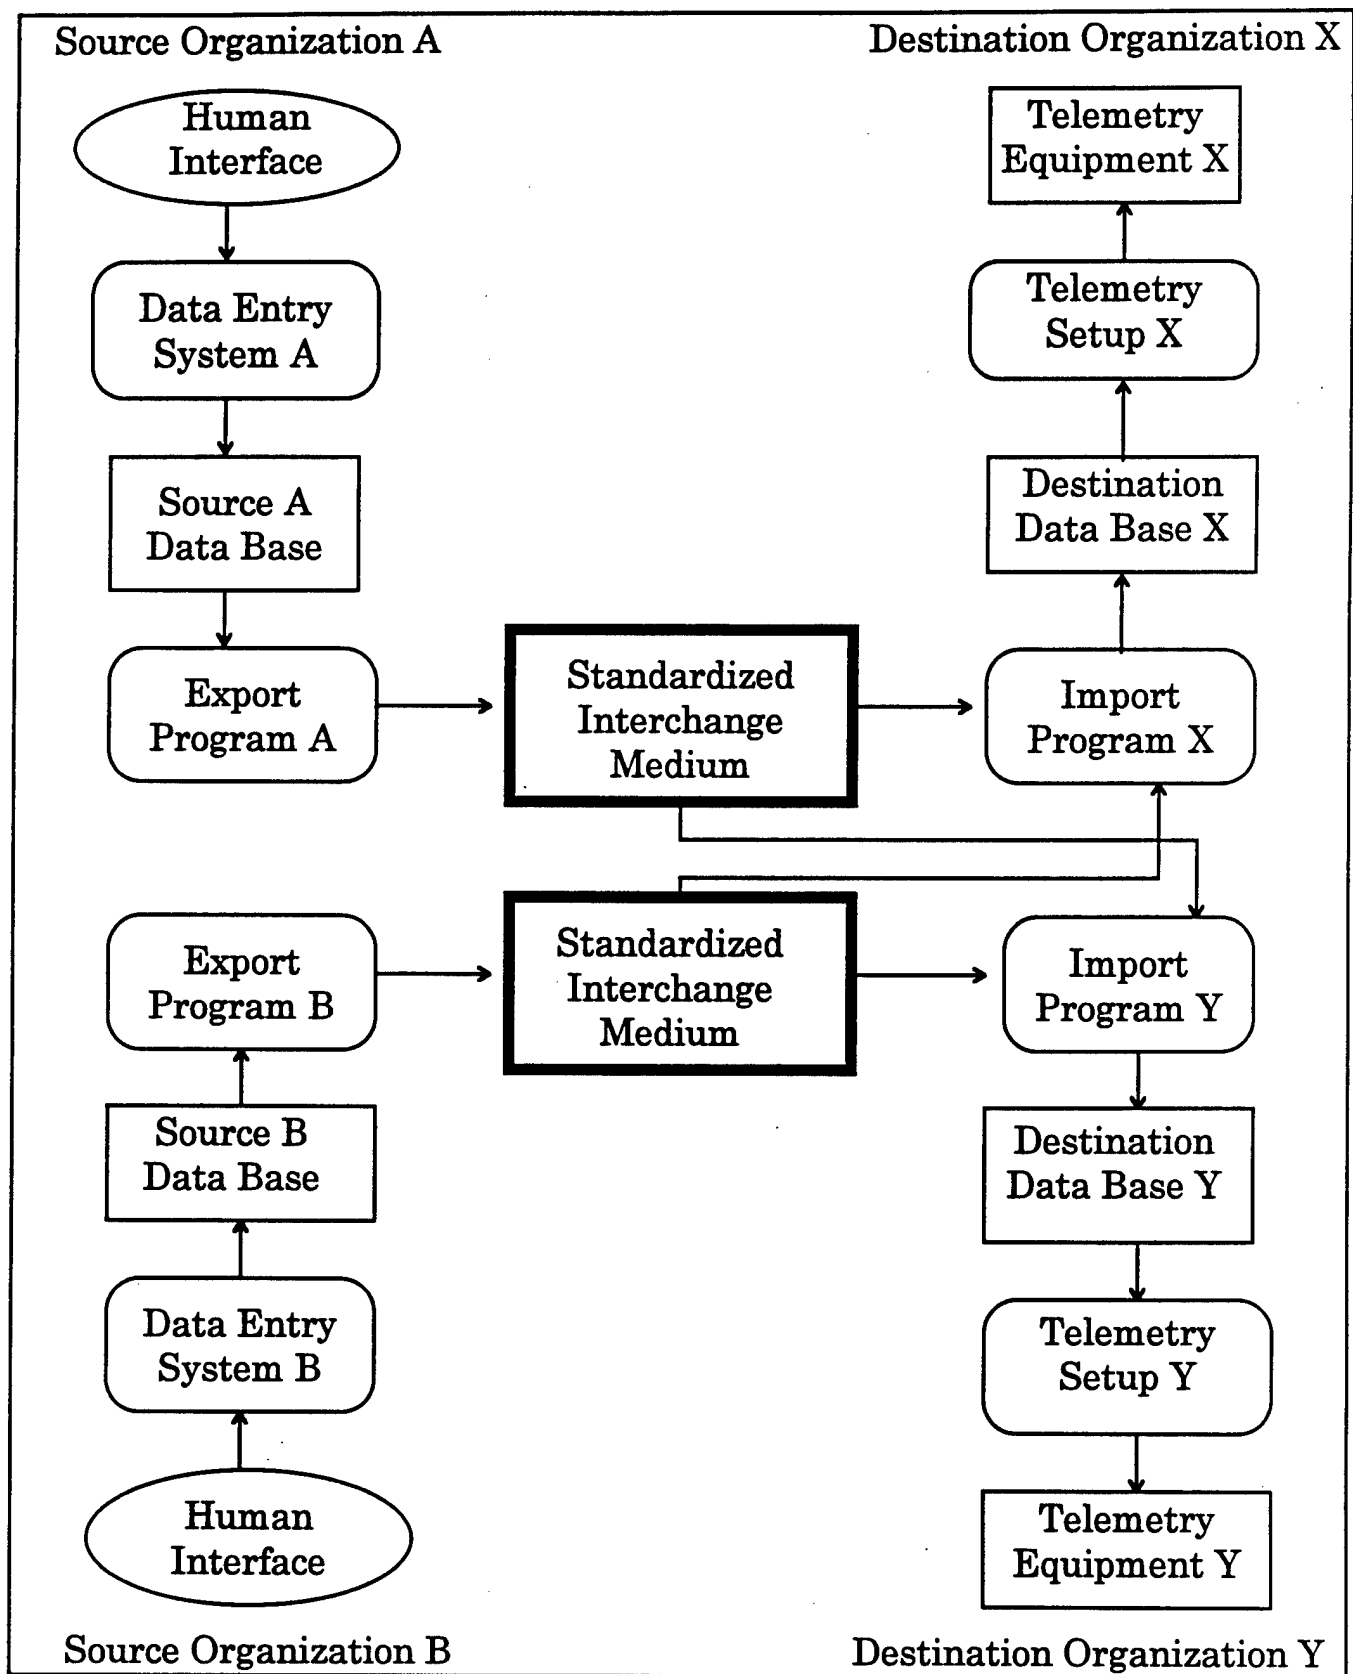 Source Organization A
Destination Organization X
Human
Interface
Telemetry
Equipment X
Data Entry
System A
Telemetry
Setup X
Source A
Data Base
Destination
Data Base X
Export
Program A
Standardized
Interchange
Medium
Import
Program X
Export
Program B
Standardized
Interchange
Medium
Import
Program Y
Source B
Data Base
Destination
Data Base Y
Data Entry
System B
Telemetry
Setup Y
Human
Interface
Telemetry
Equipment Y
Source Organization B
Destination Organization Y